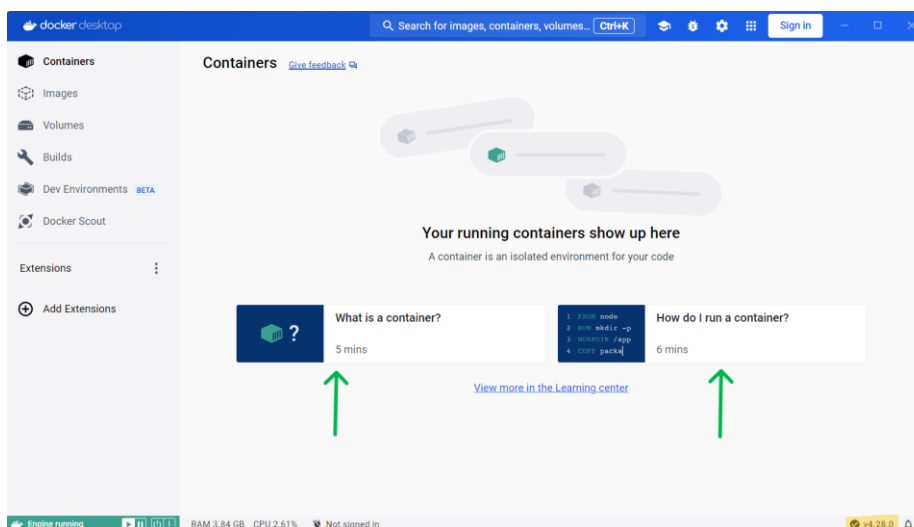 docker desktop
Search for images, containers, volumes... Ctrl+K
Sign in
Containers
Images
Volumes
Builds
Dev Environments BETA
Docker Scout
Extensions
Add Extensions
Containers Give feedback
Your running containers show up here
A container is an isolated environment for your code
?
What is a container?
5 mins
1 FROM node
2 RUN mkdir -p
3 WORKDIR /app
4 COPY packa
How do I run a container?
6 mins
View more in the Learning center
Engine running
RAM 3.84 GB CPU 2.61% Not signed in
v4.28.0